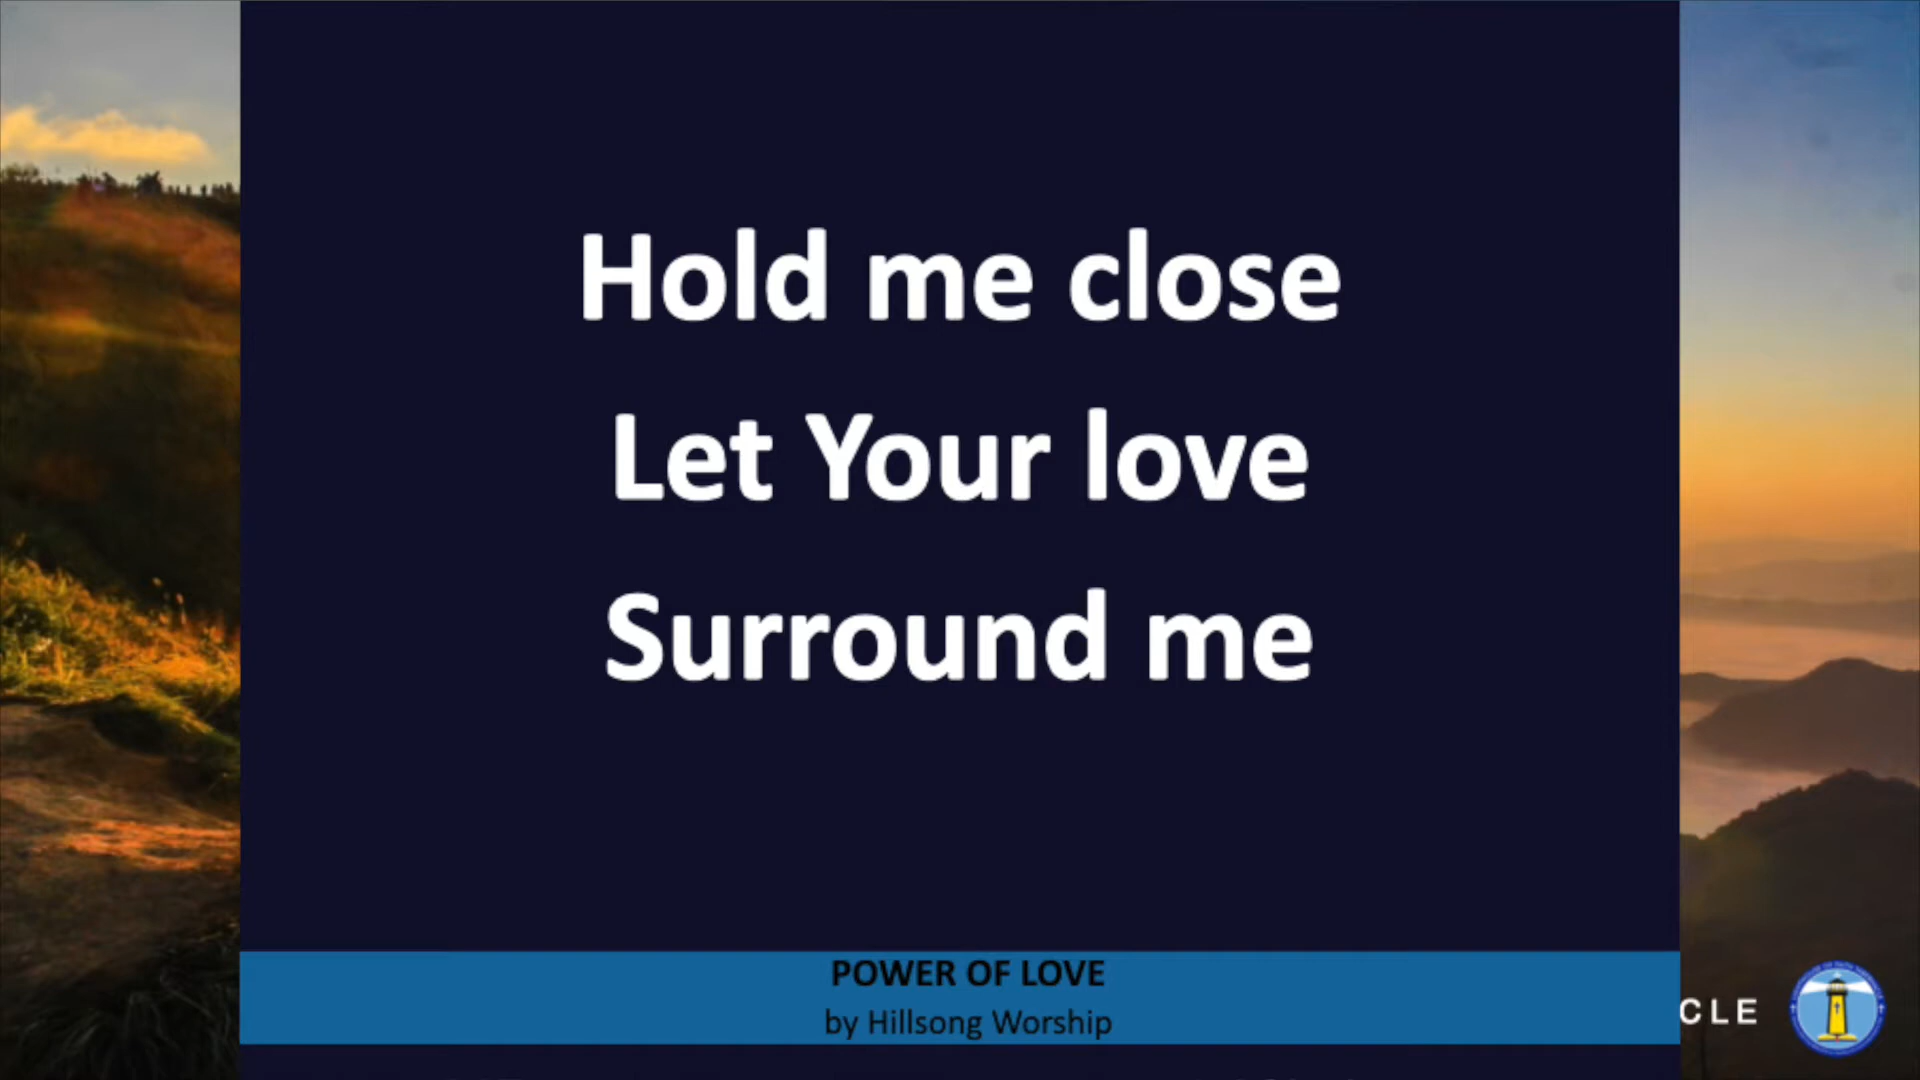 Hold me close
Let Your love
Surround me
POWER OF LOVE
by Hillsong Worship
CLE